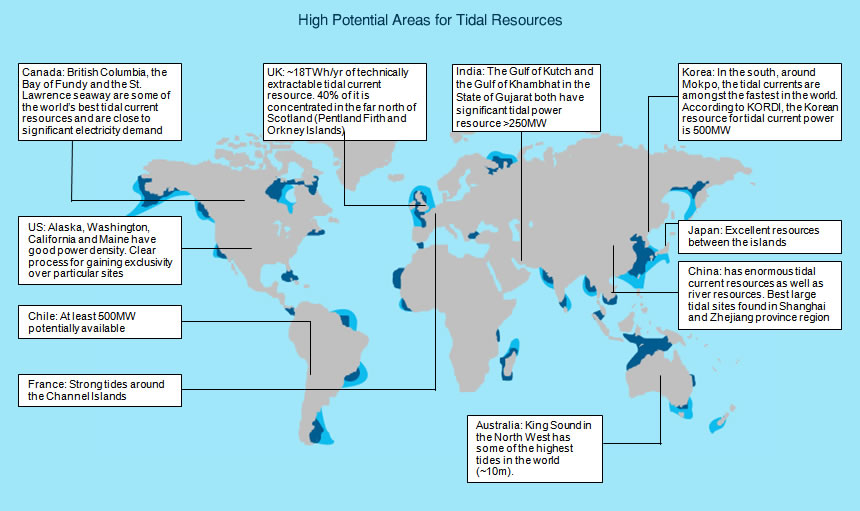 High Potential Areas for Tidal Resources
Canada: British Columbia, the
Bay of Fundy and the St.
Lawrence seaway are some of
the world's best tidal current
resources and are close to
significant electricity demand
UK: ~18TWh/yr of technically
extractable tidal current
resource. 40% of it is
concentrated in the far north of
Scotland (Pentland Firth and
Orkney Islands)
India: The Gulf of Kutch and
the Gulf of Khambhat in the
State of Gujarat both have
significant tidal power
resource >250MW
Korea: In the south, around
Mokpo, the tidal currents are
amongst the fastest in the world.
According to KORDI, the Korean
resource for tidal current power
is 500MW
US: Alaska, Washington,
California and Maine have
good power density. Clear
process for gaining exclusivity
over particular sites
Japan: Excellent resources
between the islands
China: has enormous tidal
current resources as well as
river resources. Best large
tidal sites found in Shanghai
and Zhejiang province region
Chile: At least 500MW
potentially available
France: Strong tides around
the Channel Islands
Australia: King Sound in
the North West has
some of the highest
tides in the world
(~10m).